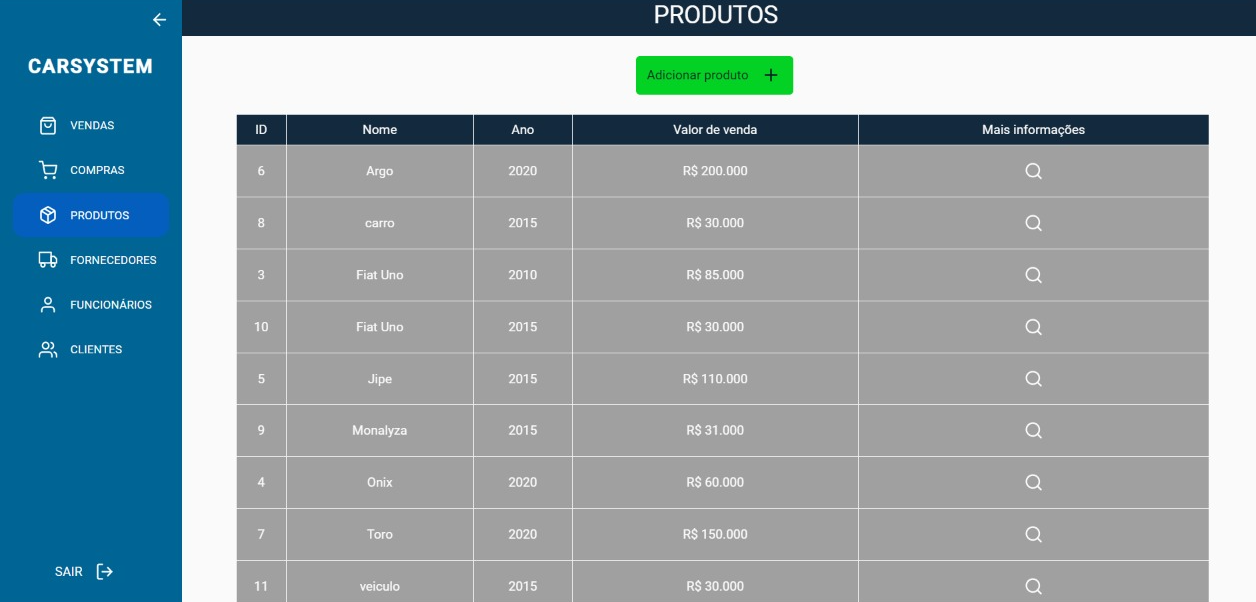 PRODUTOS
CARSYSTEM
VENDAS
COMPRAS
PRODUTOS
FORNECEDORES
FUNCIONÁRIOS
CLIENTES
SAIR
Adicionar produto
ID Nome Ano Valor de venda Mais informações
6 Argo 2020 R$ 200.000
8 carro 2015 R$ 30.000
3 Fiat Uno 2010 R$ 85.000
10 Fiat Uno 2015 R$ 30.000
5 Jipe 2015 R$ 110.000
9 Monalyza 2015 R$ 31.000
4 Onix 2020 R$ 60.000
7 Toro 2020 R$ 150.000
11 veiculo 2015 R$ 30.000